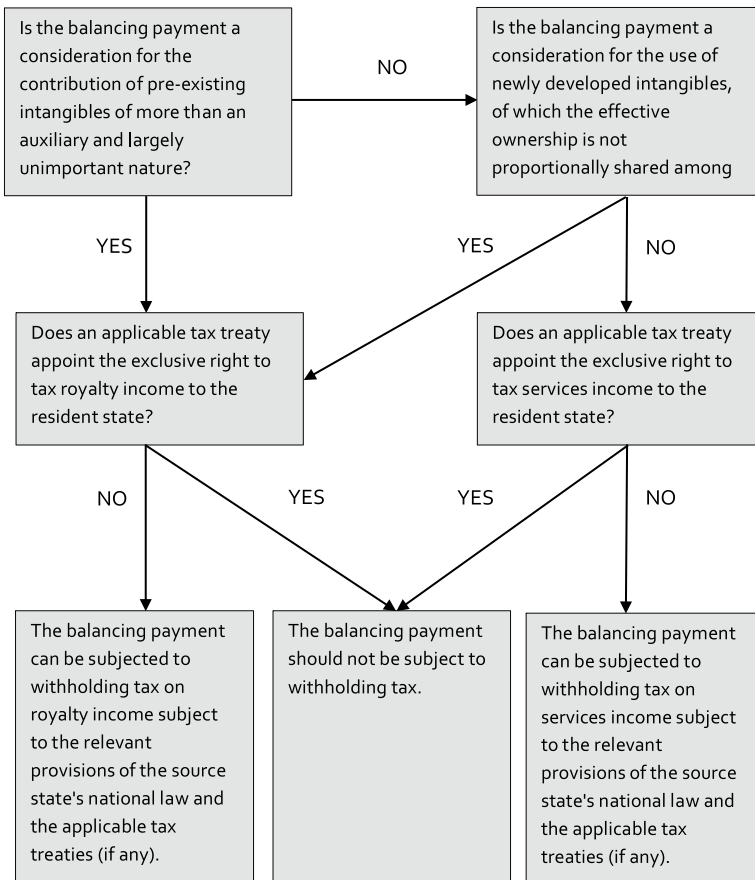 Is the balancing payment a
consideration for the
contribution of pre-existing
intangibles of more than an
auxiliary and largely
unimportant nature?
NO
Is the balancing payment a
consideration for the use of
newly developed intangibles,
of which the effective
ownership is not
proportionally shared among
YES
YES
NO
Does an applicable tax treaty
appoint the exclusive right to
tax royalty income to the
resident state?
Does an applicable tax treaty
appoint the exclusive right to
tax services income to the
resident state?
NO
YES
YES
NO
The balancing payment
can be subjected to
withholding tax on
royalty income subject
to the relevant
provisions of the source
state's national law and
the applicable tax
treaties (if any).
The balancing payment
should not be subject to
withholding tax.
The balancing payment
can be subjected to
withholding tax on
services income subject
to the relevant
provisions of the source
state's national law and
the applicable tax
treaties (if any).